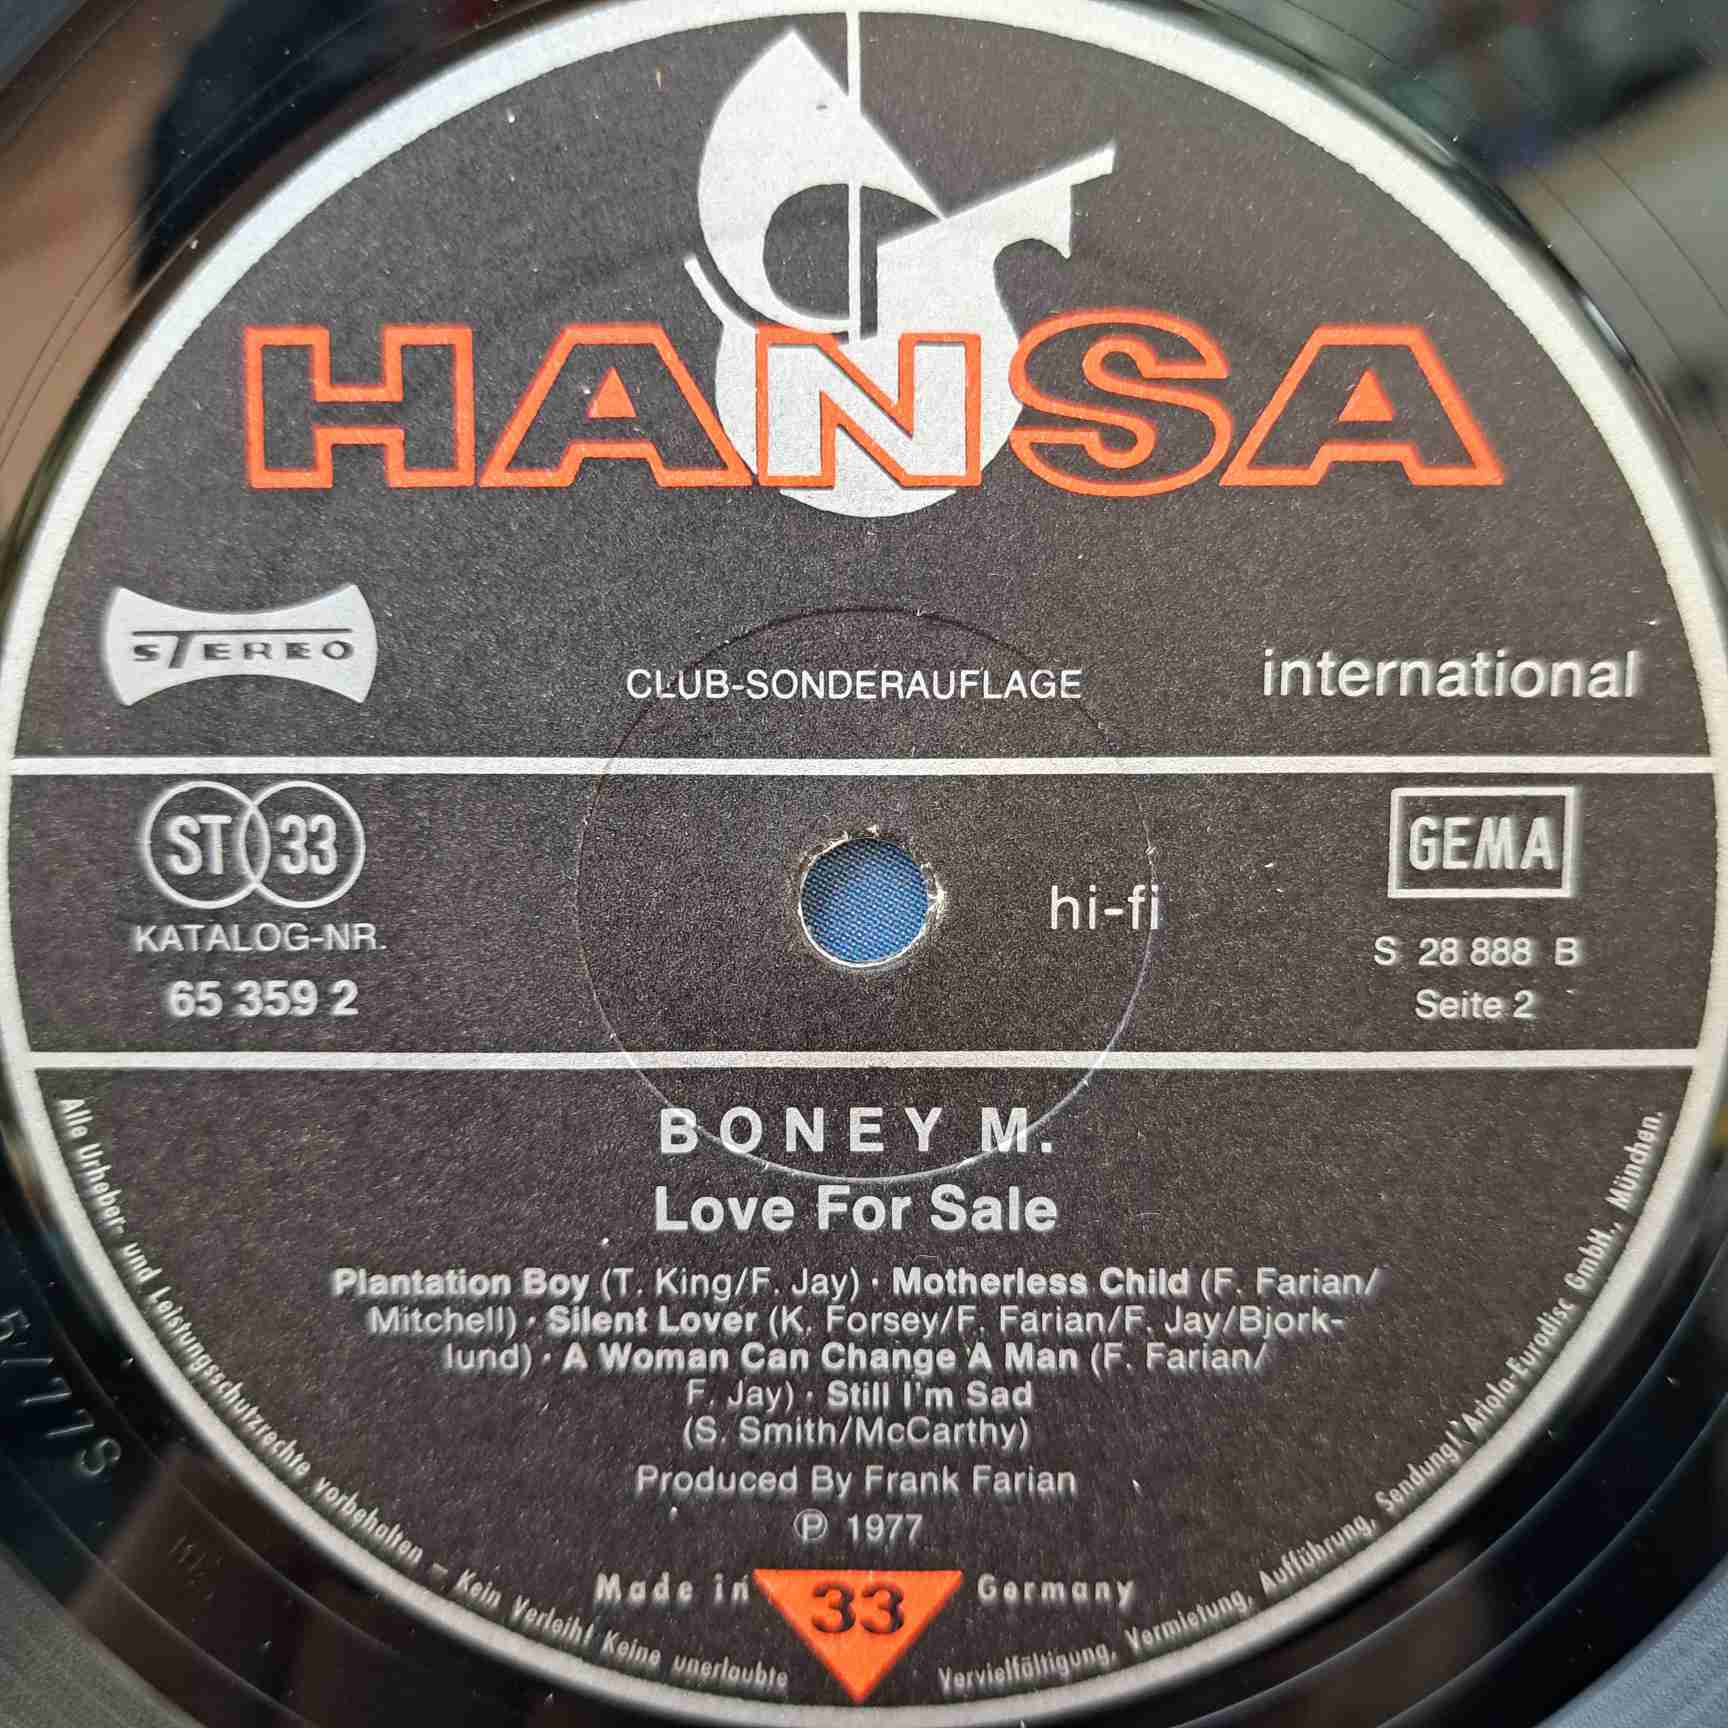 HANSA
STEREO
CLUB-SONDERAUFLAGE
international
ST 33
KATALOG-NR.
65 359 2
hi-fi
GEMA
S 28 888 B
Seite 2
BONEY M.
Love For Sale
Plantation Boy (T. King/F. Jay) · Motherless Child (F. Farian/
Mitchell) · Silent Lover (K. Forsey/F. Farian/F. Jay/Bjork-
lund) · A Woman Can Change A Man (F. Farian/
F. Jay) · Still I'm Sad
(S. Smith/McCarthy)
Produced By Frank Farian
℗ 1977
Made in 33 Germany
Alle Urheber- und Leistungsschutzrechte vorbehalten – Kein Verleih! Keine unerlaubte Vervielfältigung, Vermietung, Aufführung, Sendung! Ariola-Eurodisc GmbH., München.